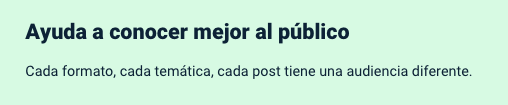 Ayuda a conocer mejor al público
Cada formato, cada temática, cada post tiene una audiencia diferente.